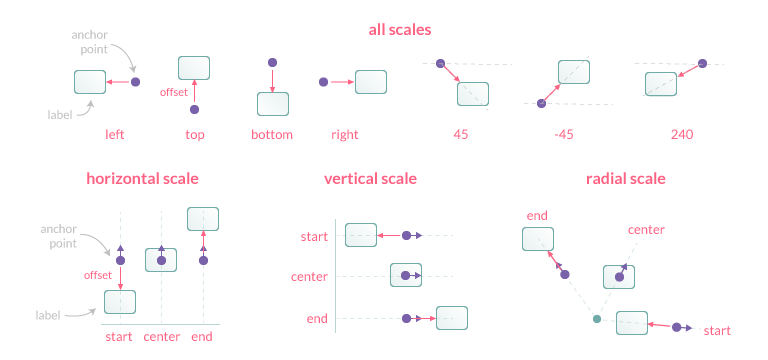 all scales
anchor
point
label
offset
left
top
bottom
right
45
-45
240
horizontal scale
anchor
point
offset
label
start
center
end
vertical scale
start
center
end
radial scale
end
center
start